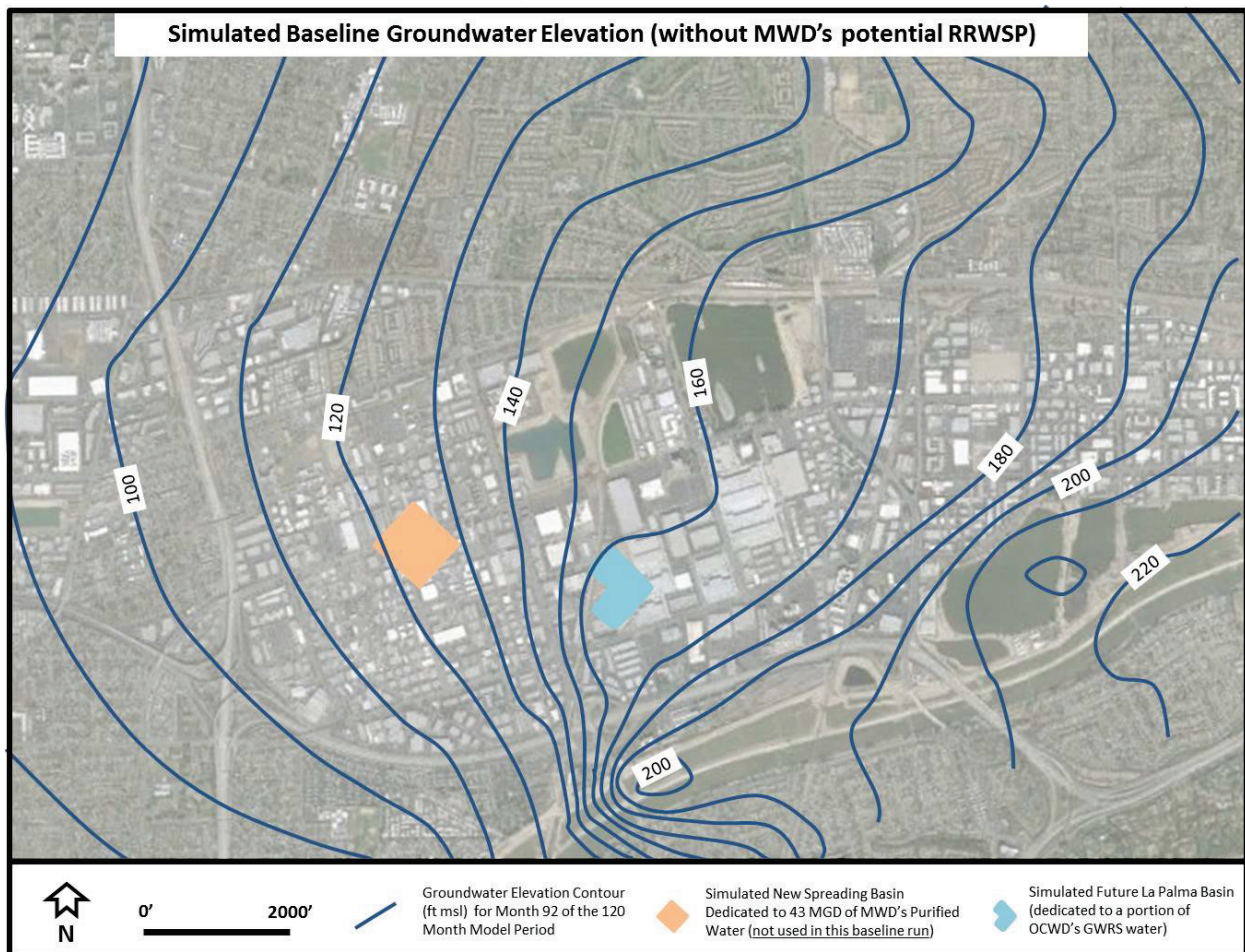 Simulated Baseline Groundwater Elevation (without MWD's potential RRWSP)
160
140
120
180
200
100
220
200
N
0'
2000'
Groundwater Elevation Contour
(ft msl) for Month 92 of the 120
Month Model Period
Simulated New Spreading Basin
Dedicated to 43 MGD of MWD's Purified
Water (not used in this baseline run)
Simulated Future La Palma Basin
(dedicated to a portion of
OCWD's GWRS water)